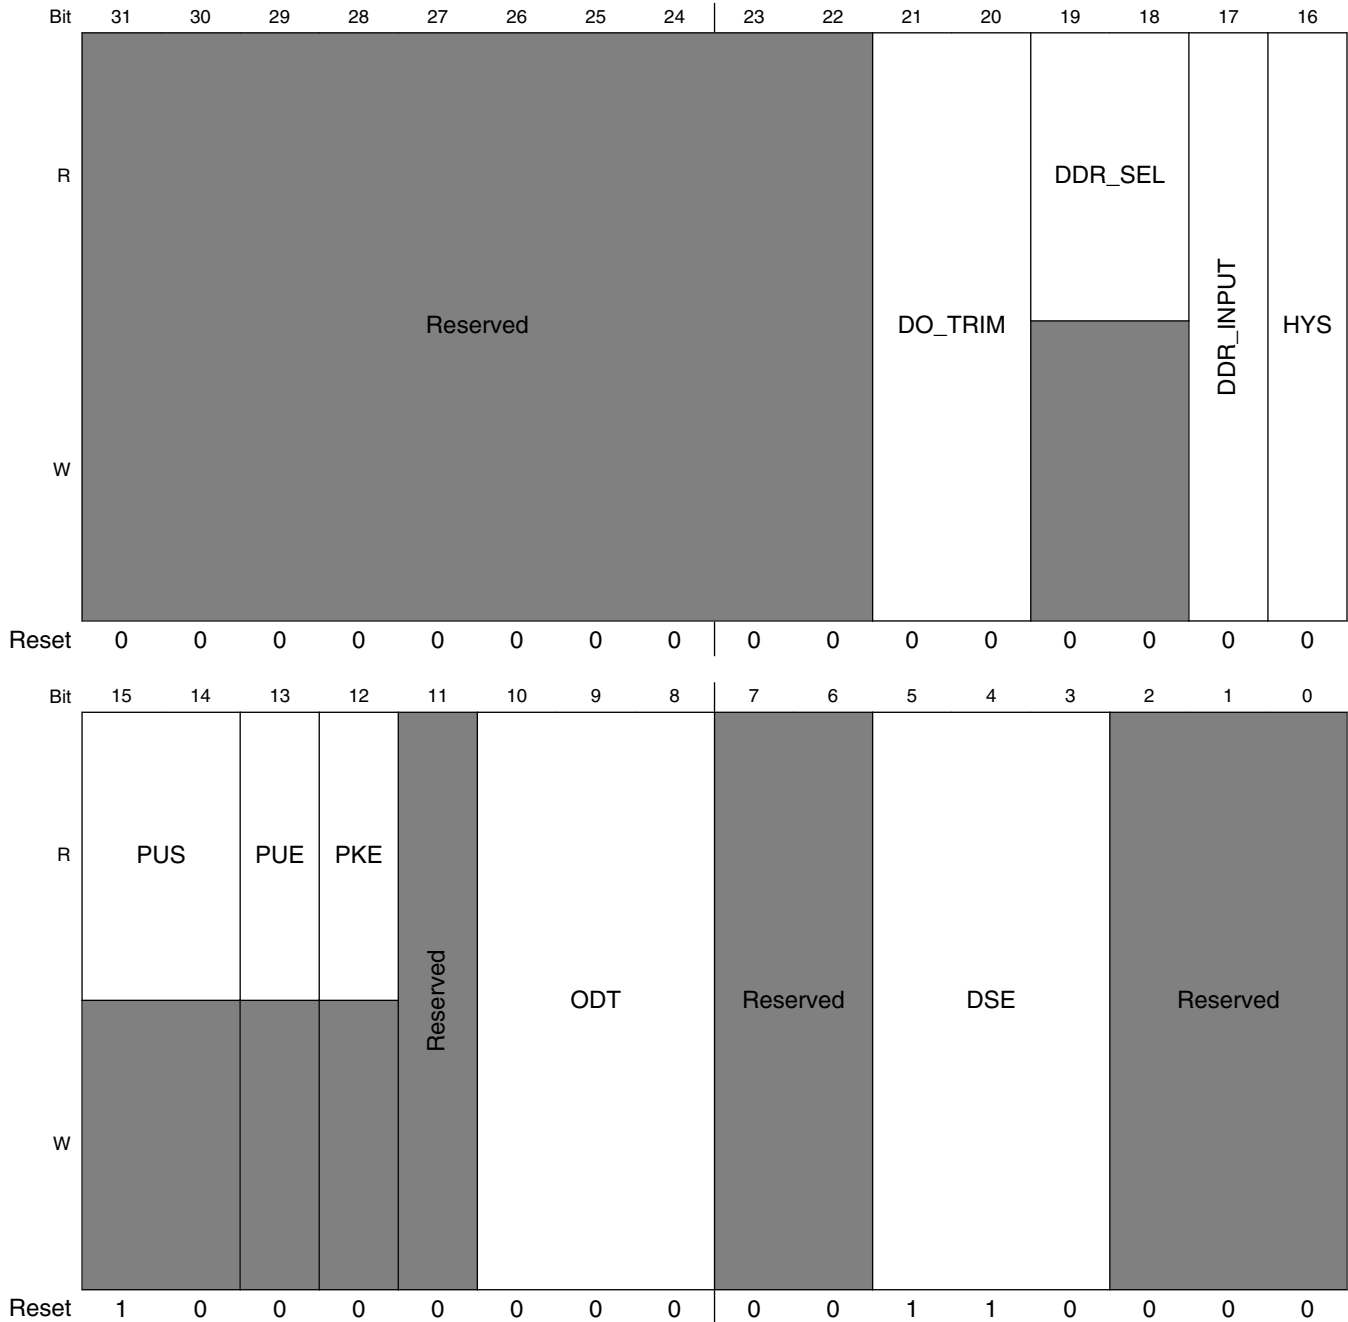 Bit 31 30 29 28 27 26 25 24 23 22 21 20 19 18 17 16
R
DDR_SEL
Reserved
DO_TRIM
DDR_INPUT
HYS
W
Reset 0 0 0 0 0 0 0 0 0 0 0 0 0 0 0 0
Bit 15 14 13 12 11 10 9 8 7 6 5 4 3 2 1 0
R PUS PUE PKE
Reserved
ODT
Reserved
DSE
Reserved
W
Reset 1 0 0 0 0 0 0 0 0 0 1 1 0 0 0 0